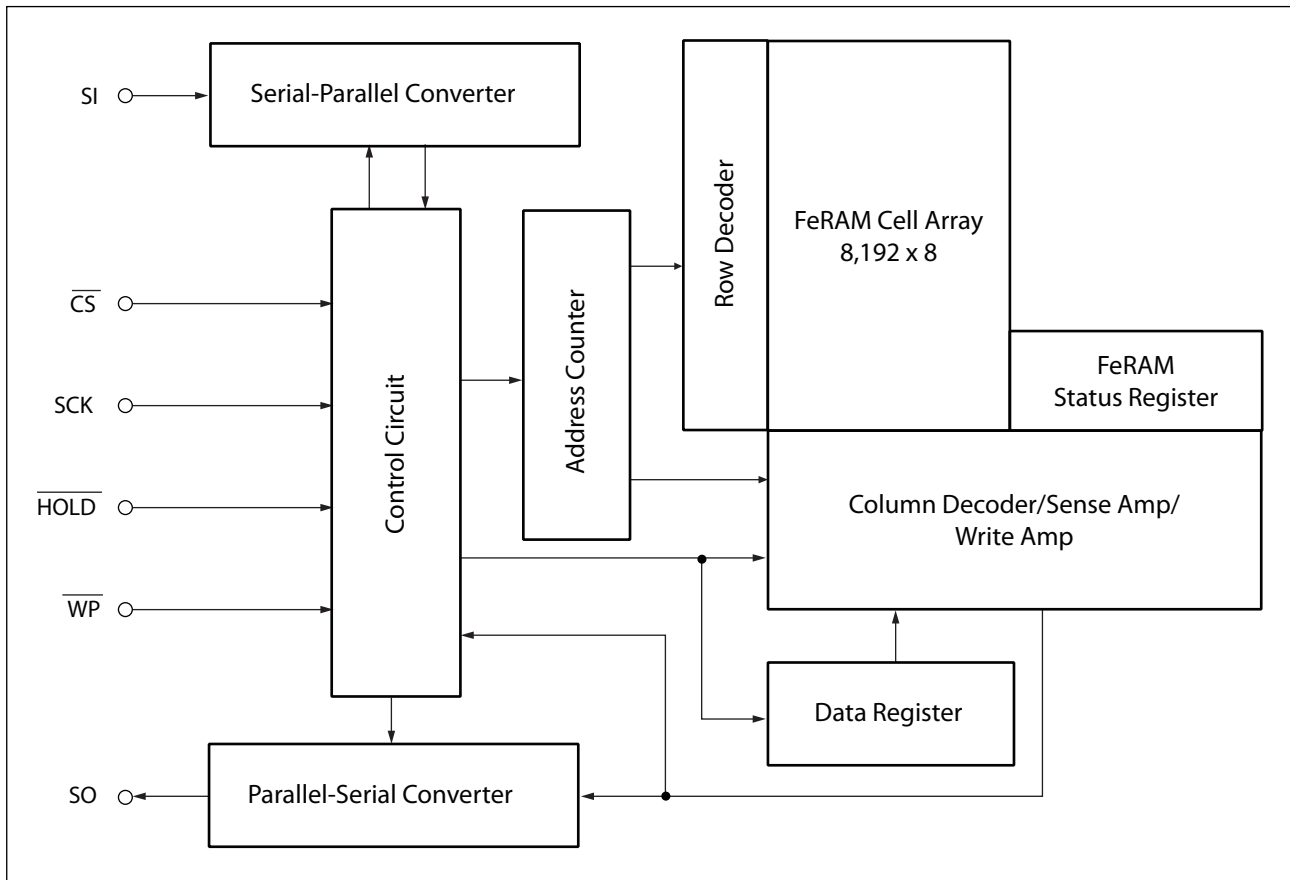 SI
Serial-Parallel Converter
Row Decoder
FeRAM Cell Array
8,192 x 8
CS
SCK
HOLD
WP
Control Circuit
Address Counter
FeRAM
Status Register
Column Decoder/Sense Amp/
Write Amp
Data Register
SO
Parallel-Serial Converter